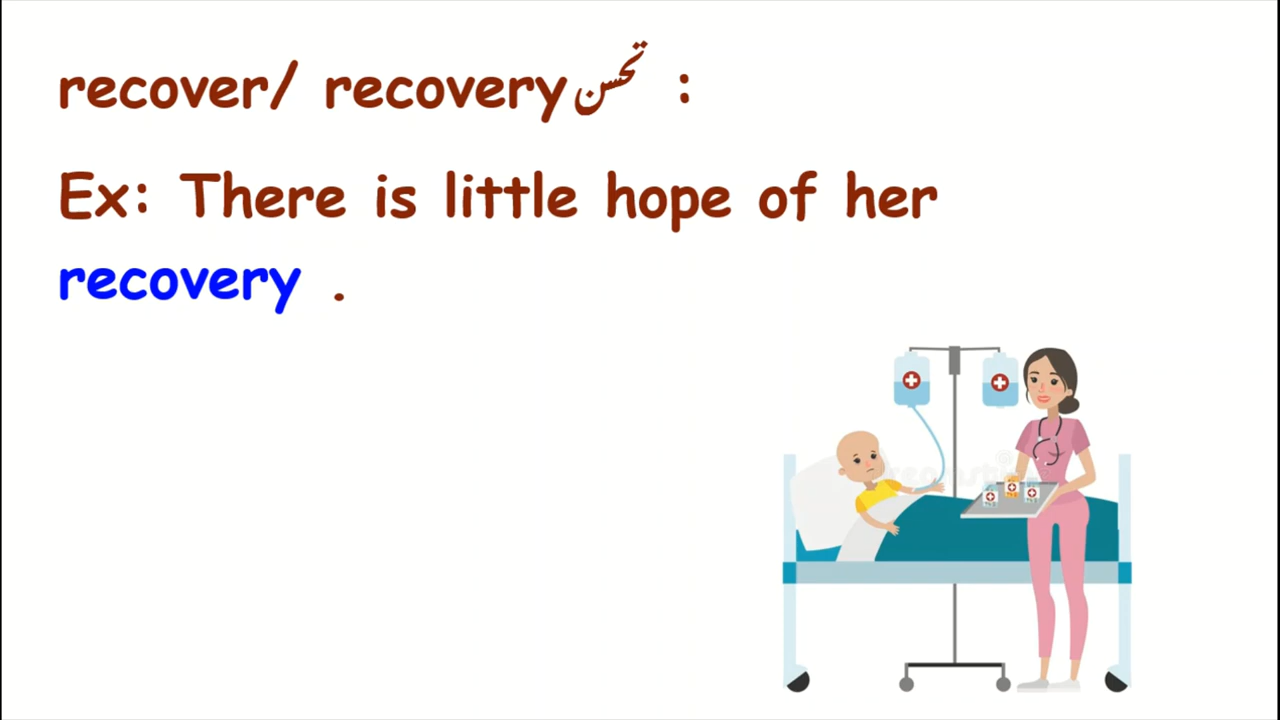 recover/ recovery تحسن :
Ex: There is little hope of her
recovery .